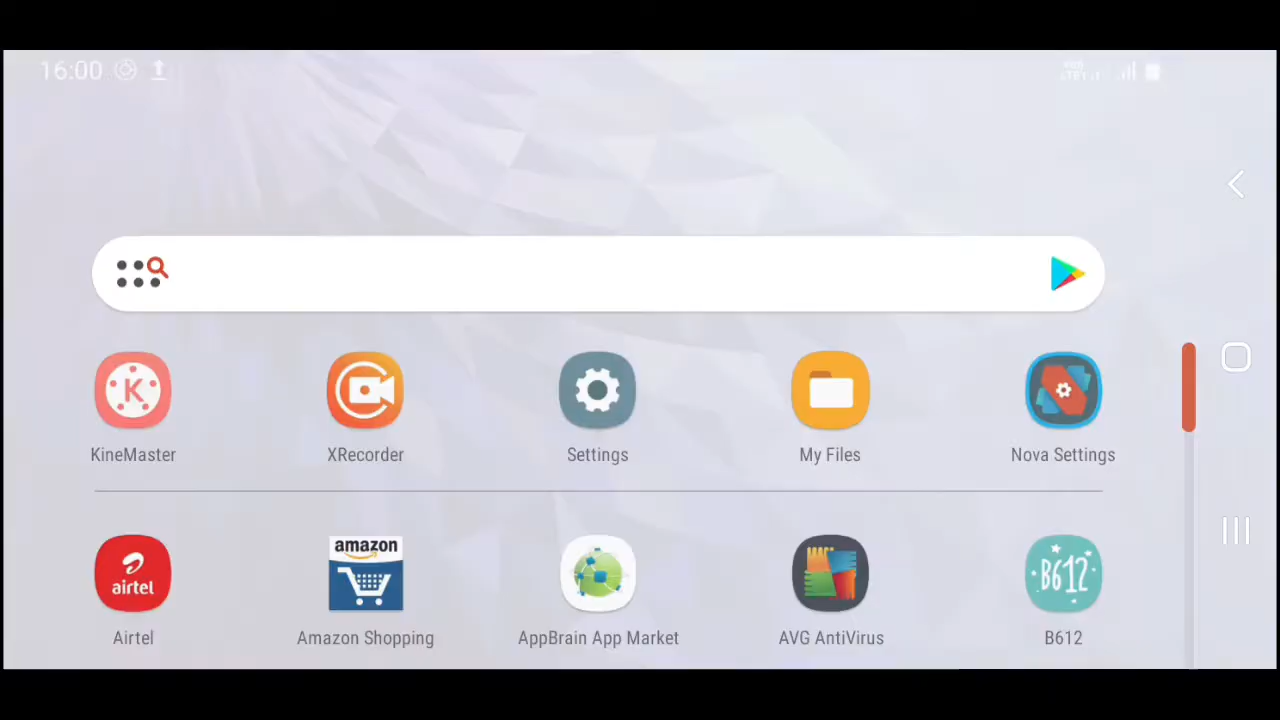 16:00
KineMaster
XRecorder
Settings
My Files
Nova Settings
airtel
amazon
B612
Airtel
Amazon Shopping
AppBrain App Market
AVG AntiVirus
B612